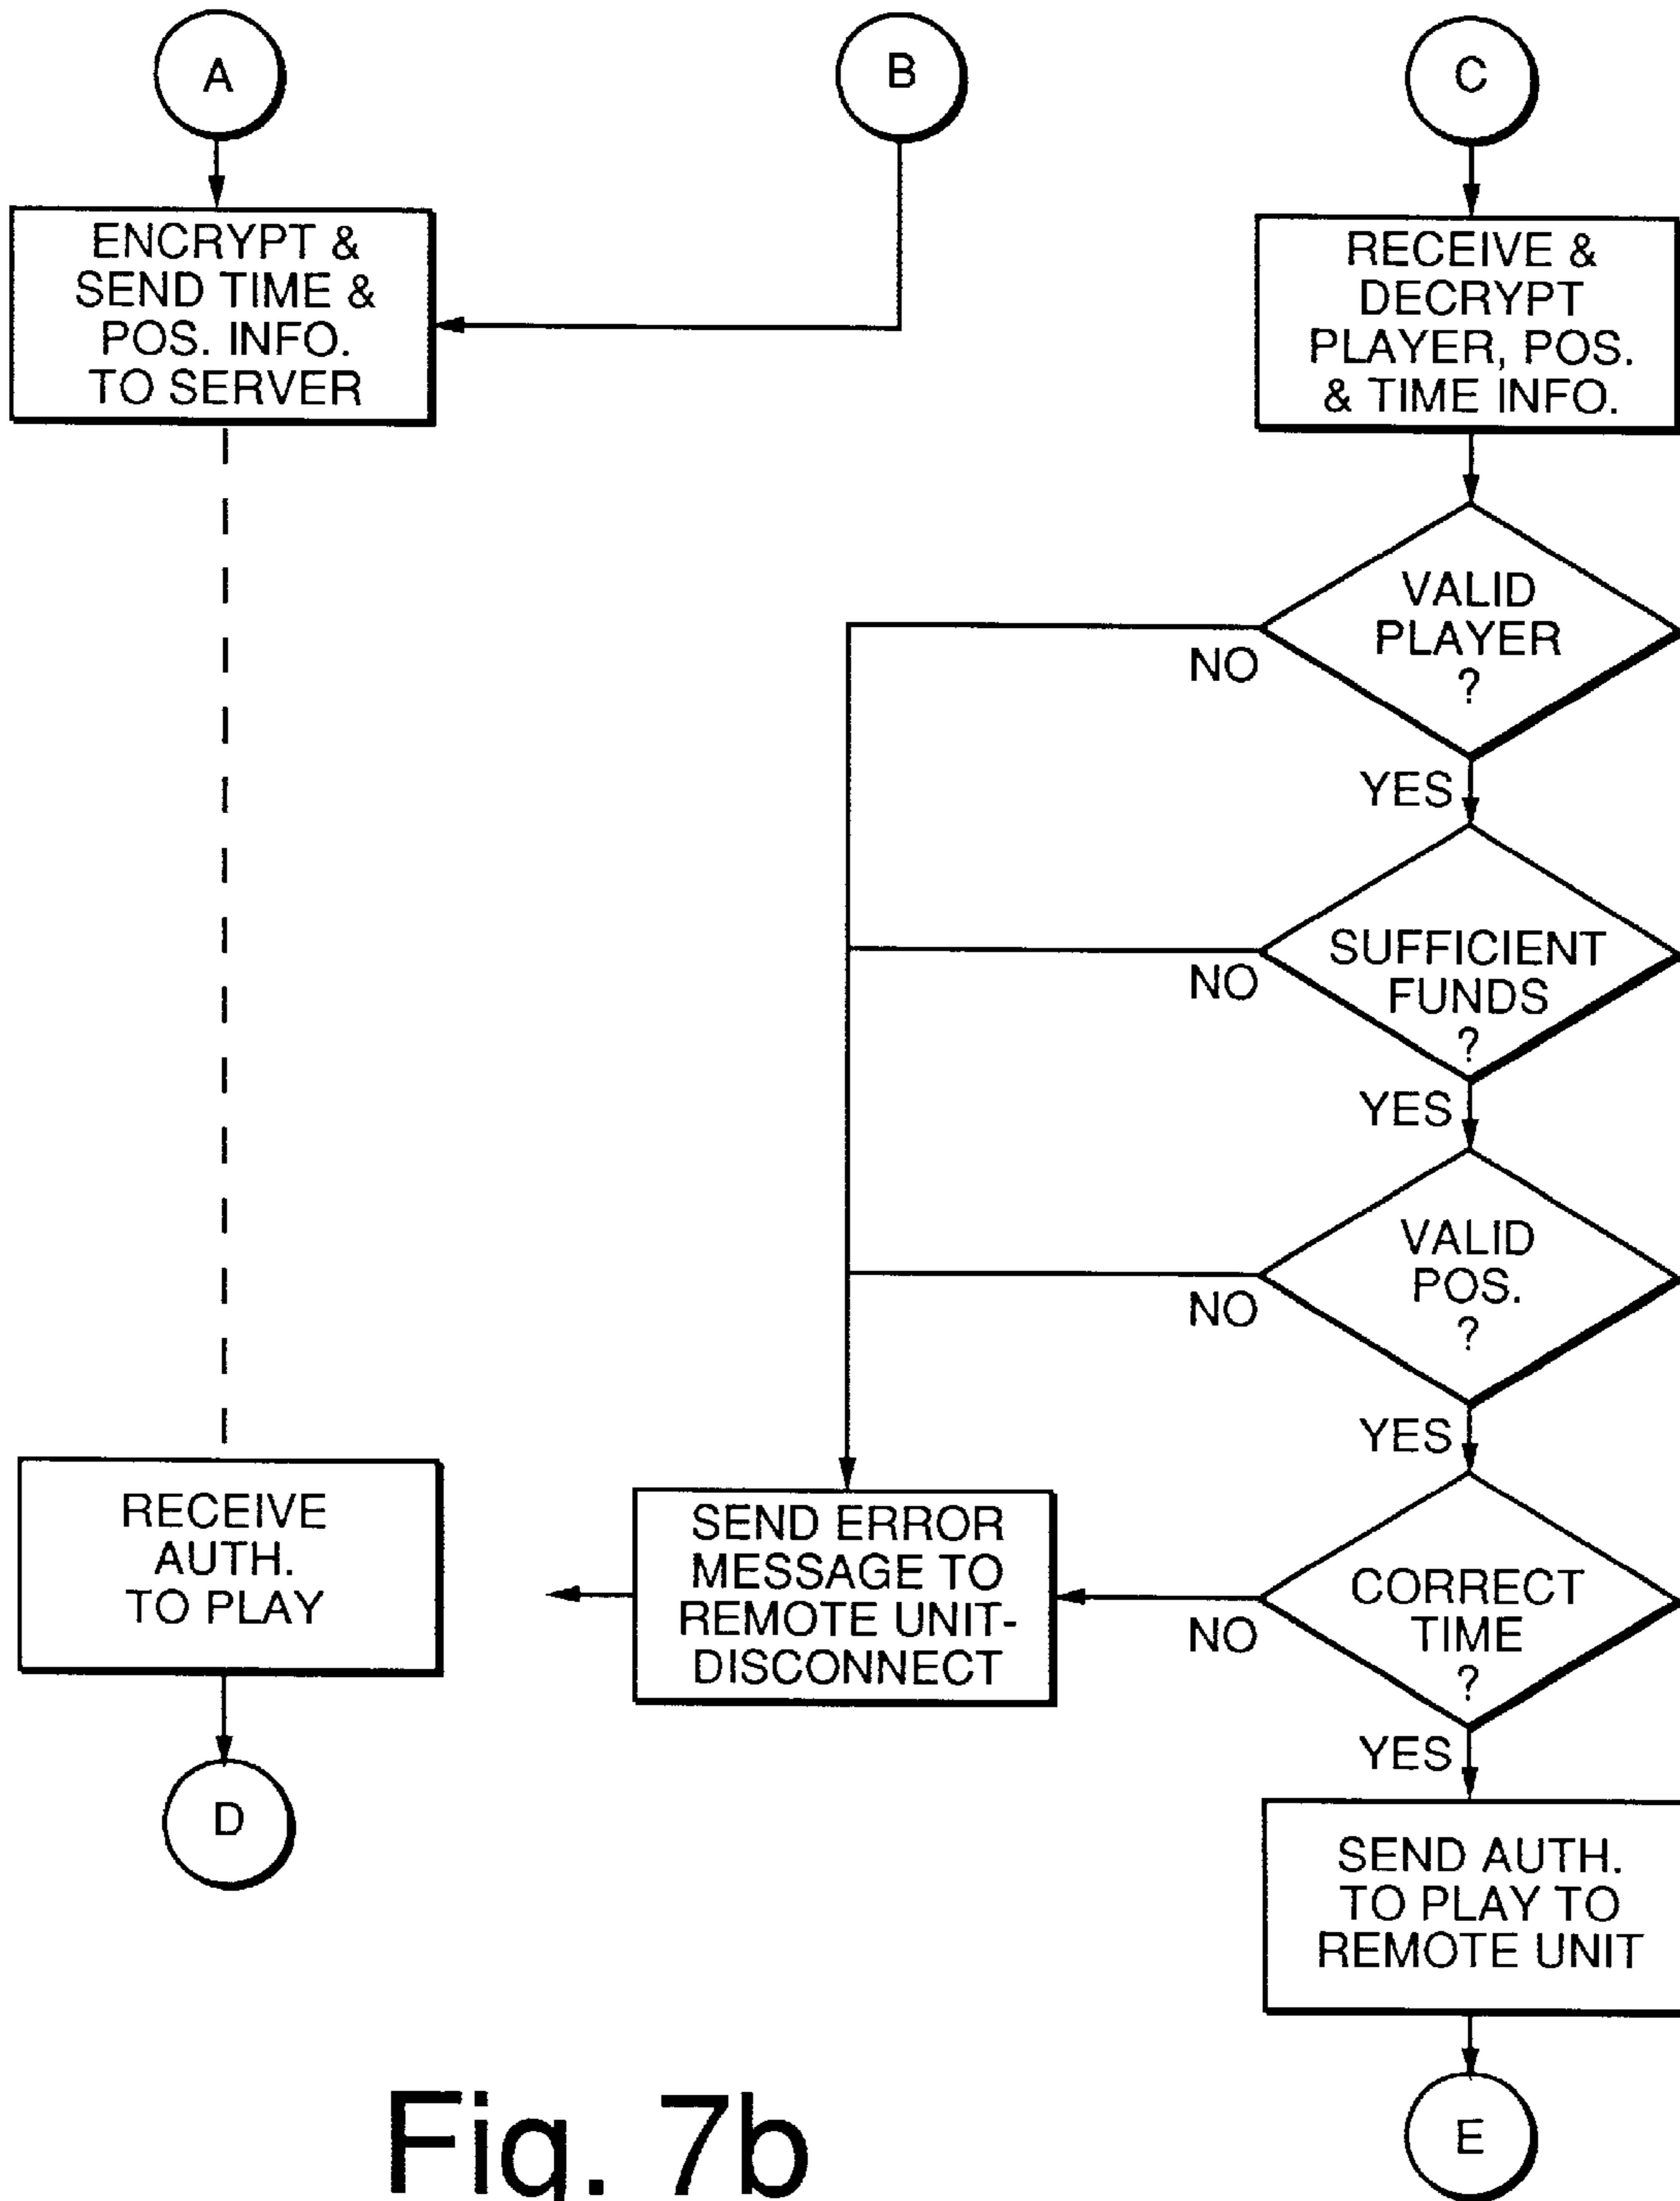 A
B
C
ENCRYPT &
SEND TIME &
POS. INFO.
TO SERVER
RECEIVE &
DECRYPT
PLAYER, POS.
& TIME INFO.
VALID
PLAYER
?
NO
YES
SUFFICIENT
FUNDS
?
NO
YES
VALID
POS.
?
NO
YES
RECEIVE
AUTH.
TO PLAY
SEND ERROR
MESSAGE TO
REMOTE UNIT-
DISCONNECT
CORRECT
TIME
?
NO
YES
D
SEND AUTH.
TO PLAY TO
REMOTE UNIT
E
Fig. 7b